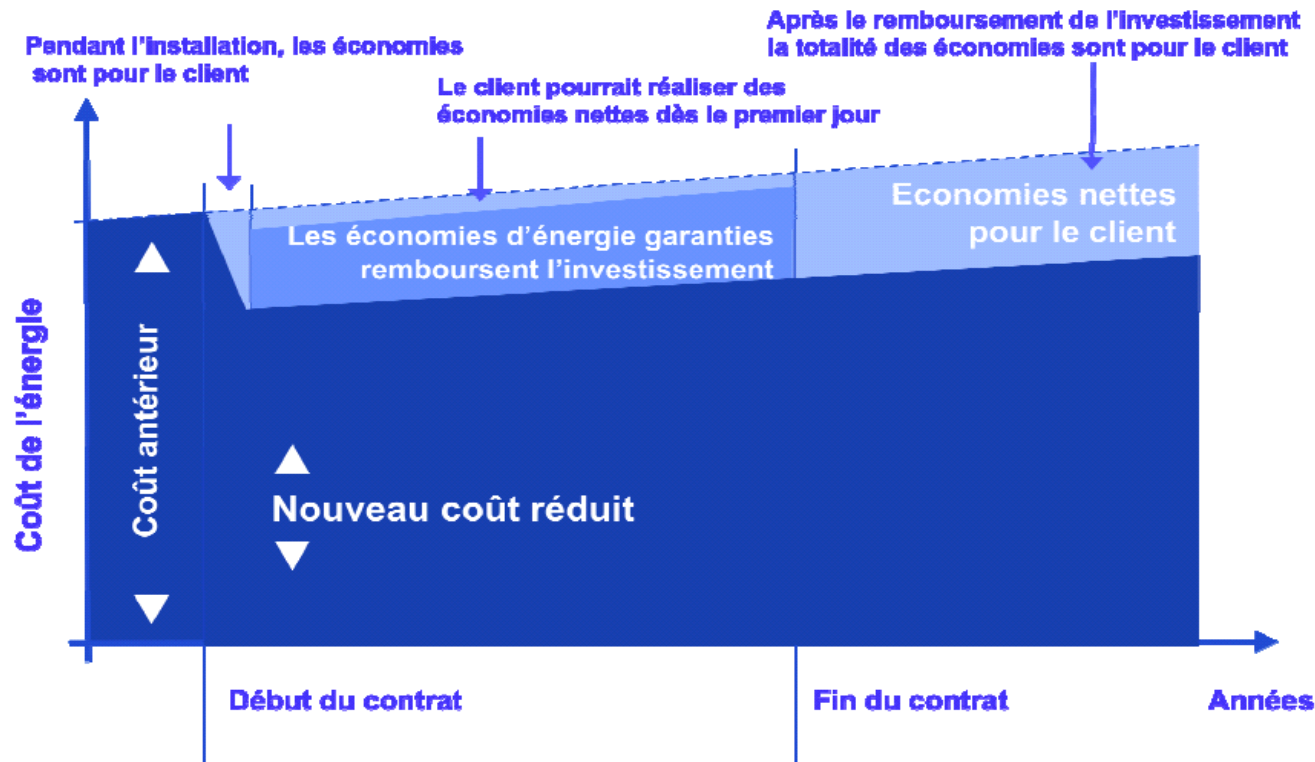 Après le remboursement de l'investissement
la totalité des économies sont pour le client
Pendant l'installation, les économies
sont pour le client
Le client pourrait réaliser des
économies nettes dès le premier jour
Economies nettes
pour le client
Les économies d'énergie garanties
remboursent l'investissement
Coût de l'énergie
Coût antérieur
Nouveau coût réduit
Début du contrat
Fin du contrat
Années